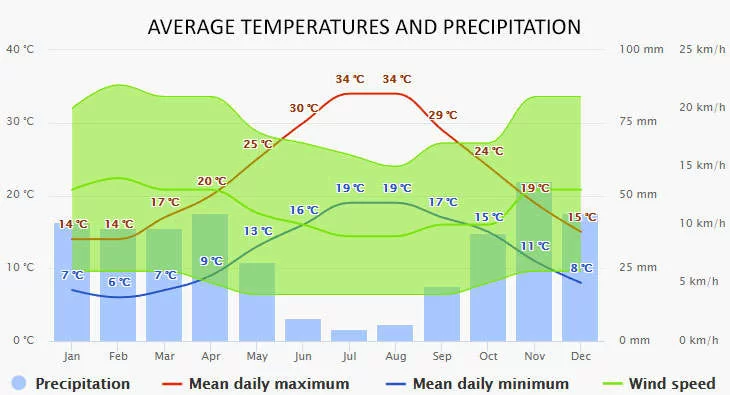 AVERAGE TEMPERATURES AND PRECIPITATION
40 °C 100 mm 25 km/h
34 °C 34 °C
30 °C 20 km/h
30 °C 75 mm
29 °C
25 °C
24 °C
15 km/h
20 °C 19 °C 19 °C 19 °C
20 °C 50 mm
17 °C 17 °C
16 °C
14 °C 14 °C 15 °C 15 °C 10 km/h
13 °C
11 °C
10 °C 25 mm
9 °C
8 °C
7 °C 7 °C
6 °C 5 km/h
0 °C 0 mm 0 km/h
Jan Feb Mar Apr May Jun Jul Aug Sep Oct Nov Dec
Precipitation Mean daily maximum Mean daily minimum Wind speed